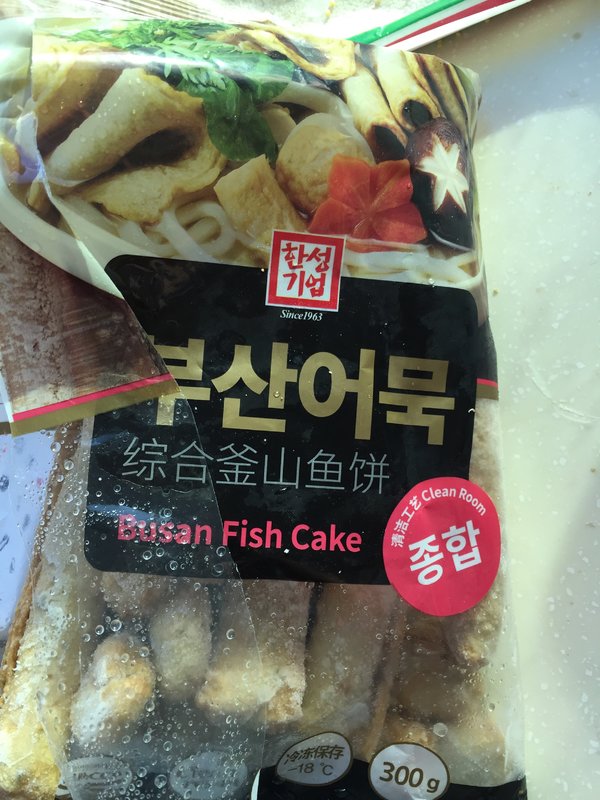 한성
기업
Since1963
부산어묵
综合釜山鱼饼
Busan Fish Cake
清洁工艺 Clean Room
종합
冷冻保存
-18 ℃
300g